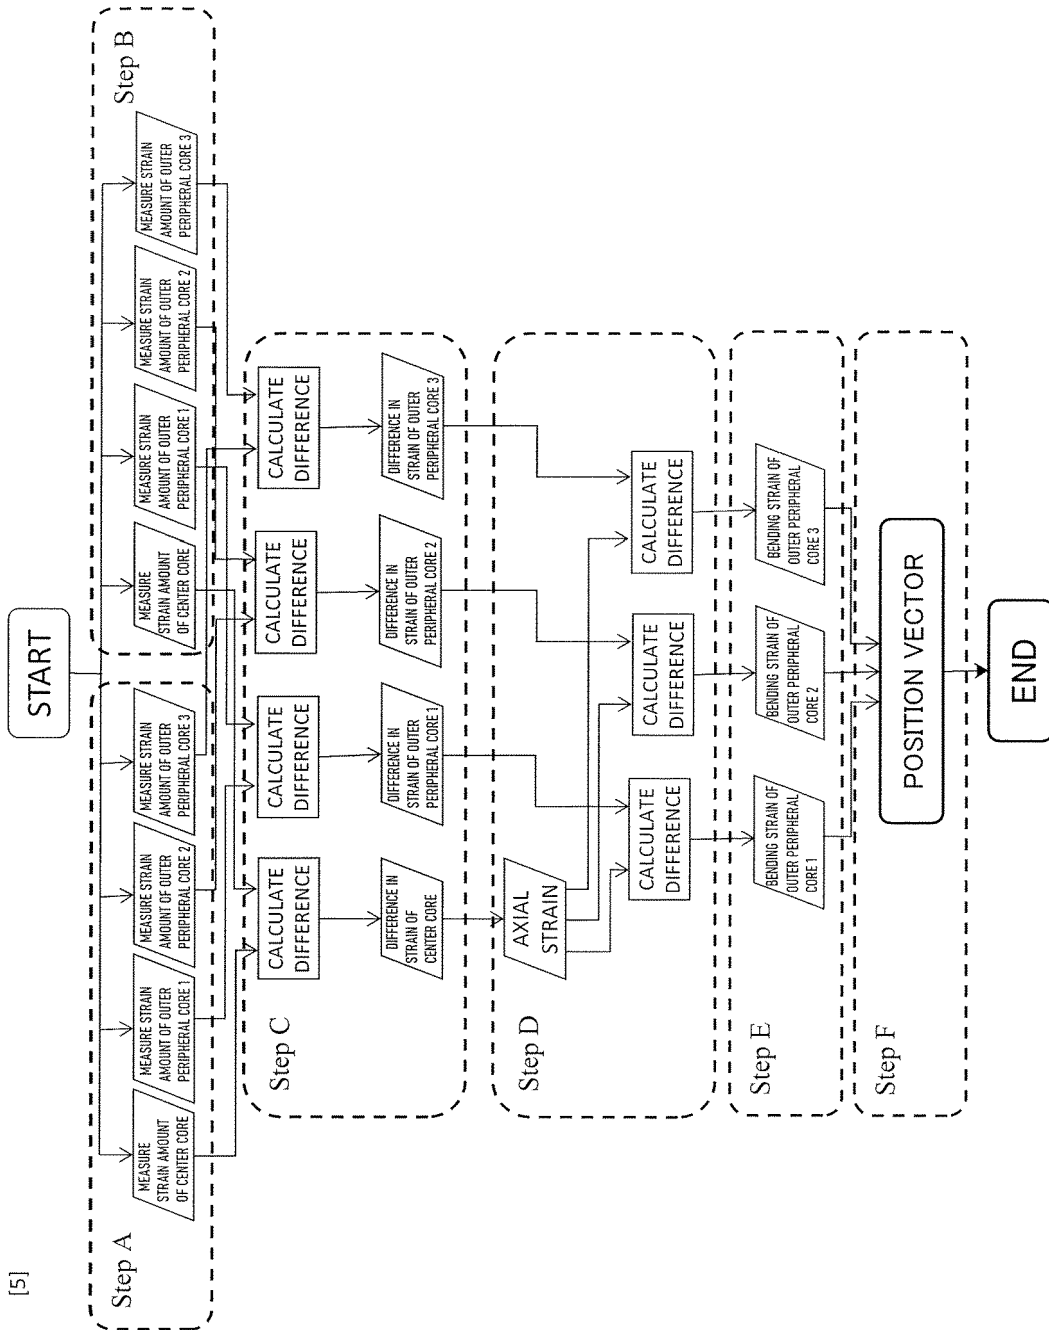 [5]
START
Step A
MEASURE
STRAIN AMOUNT
OF CENTER CORE
MEASURE STRAIN
AMOUNT OF OUTER
PERIPHERAL CORE 1
MEASURE STRAIN
AMOUNT OF OUTER
PERIPHERAL CORE 2
MEASURE STRAIN
AMOUNT OF OUTER
PERIPHERAL CORE 3
Step B
MEASURE
STRAIN AMOUNT
OF CENTER CORE
MEASURE STRAIN
AMOUNT OF OUTER
PERIPHERAL CORE 1
MEASURE STRAIN
AMOUNT OF OUTER
PERIPHERAL CORE 2
MEASURE STRAIN
AMOUNT OF OUTER
PERIPHERAL CORE 3
Step C
CALCULATE
DIFFERENCE
CALCULATE
DIFFERENCE
CALCULATE
DIFFERENCE
CALCULATE
DIFFERENCE
DIFFERENCE IN
STRAIN OF
CENTER CORE
DIFFERENCE IN
STRAIN OF OUTER
PERIPHERAL CORE 1
DIFFERENCE IN
STRAIN OF OUTER
PERIPHERAL CORE 2
DIFFERENCE IN
STRAIN OF OUTER
PERIPHERAL CORE 3
Step D
AXIAL
STRAIN
CALCULATE
DIFFERENCE
CALCULATE
DIFFERENCE
CALCULATE
DIFFERENCE
Step E
BENDING STRAIN OF
OUTER PERIPHERAL
CORE 1
BENDING STRAIN OF
OUTER PERIPHERAL
CORE 2
BENDING STRAIN OF
OUTER PERIPHERAL
CORE 3
Step F
POSITION VECTOR
END